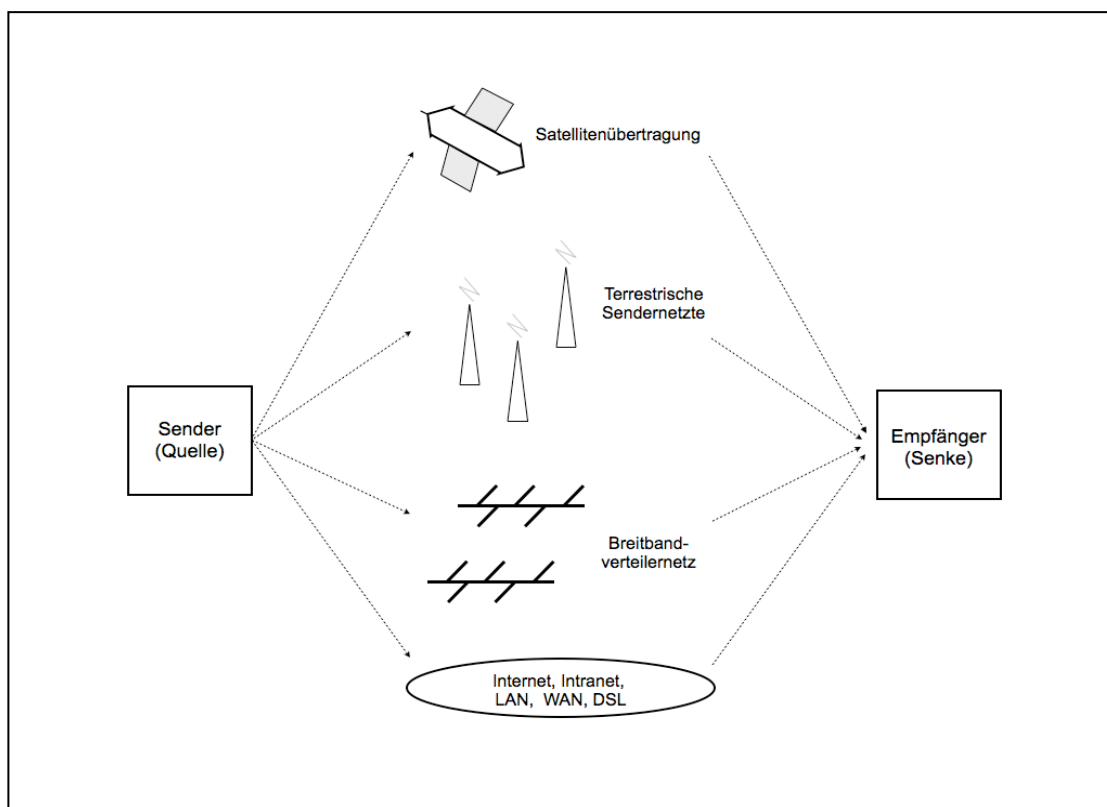 Satellitenübertragung
Terrestrische
Sendernetzte
Sender
(Quelle)
Empfänger
(Senke)
Breitband-
verteilernetz
Internet, Intranet,
LAN, WAN, DSL